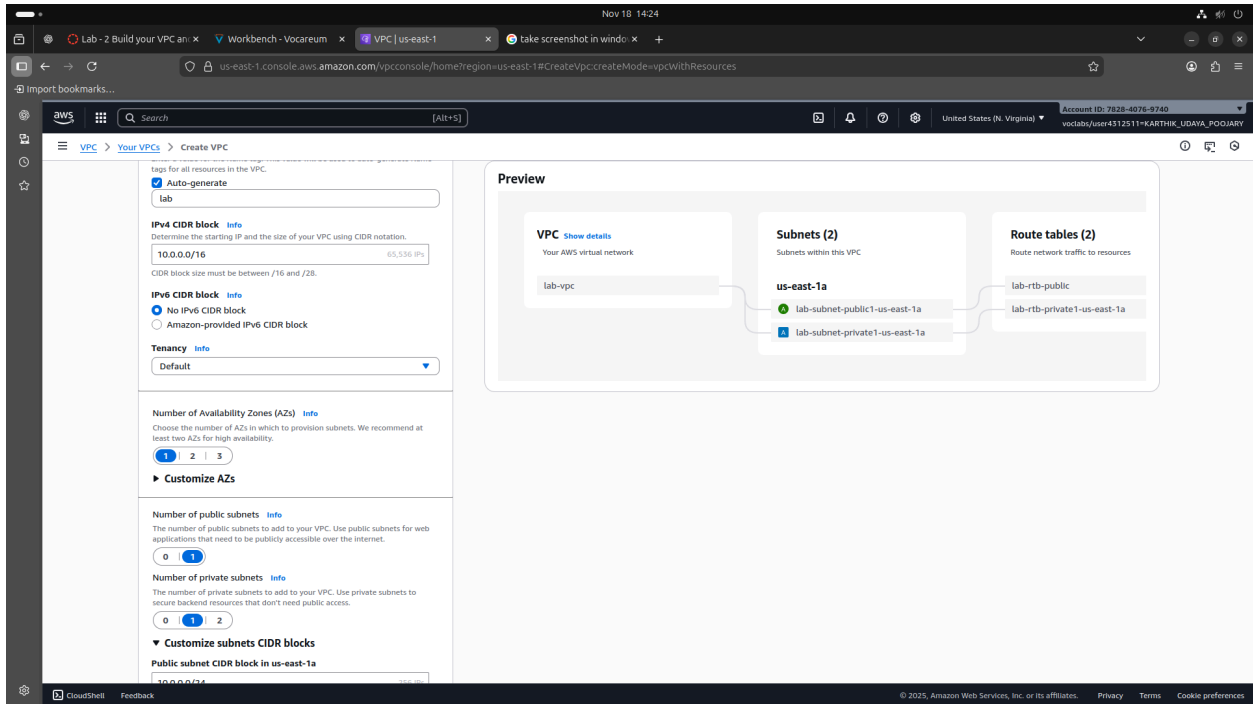 Nov 18 14:24
Lab - 2 Build your VPC and
Workbench - Vocareum
VPC | us-east-1
take screenshot in windo
us-east-1.console.aws.amazon.com/vpcconsole/home?region=us-east-1#CreateVpc:createMode=vpcWithResources
Import bookmarks...
aws
Search
[Alt+S]
United States (N. Virginia)
Account ID: 7828-4076-9740
voclabs/user4312511=KARTHIK_UDAYA_POOJARY
VPC > Your VPCs > Create VPC
tags for all resources in the VPC.
Auto-generate
lab
IPv4 CIDR block Info
Determine the starting IP and the size of your VPC using CIDR notation.
10.0.0.0/16 65,536 IPs
CIDR block size must be between /16 and /28.
IPv6 CIDR block Info
No IPv6 CIDR block
Amazon-provided IPv6 CIDR block
Tenancy Info
Default
Number of Availability Zones (AZs) Info
Choose the number of AZs in which to provision subnets. We recommend at
least two AZs for high availability.
1 2 3
Customize AZs
Number of public subnets Info
The number of public subnets to add to your VPC. Use public subnets for web
applications that need to be publicly accessible over the internet.
0 1
Number of private subnets Info
The number of private subnets to add to your VPC. Use private subnets to
secure backend resources that don't need public access.
0 1 2
Customize subnets CIDR blocks
Public subnet CIDR block in us-east-1a
10.0.0.0/24 256 IPs
Preview
VPC Show details
Your AWS virtual network
lab-vpc
Subnets (2)
Subnets within this VPC
us-east-1a
A lab-subnet-public1-us-east-1a
A lab-subnet-private1-us-east-1a
Route tables (2)
Route network traffic to resources
lab-rtb-public
lab-rtb-private1-us-east-1a
CloudShell Feedback
© 2025, Amazon Web Services, Inc. or its affiliates. Privacy Terms Cookie preferences